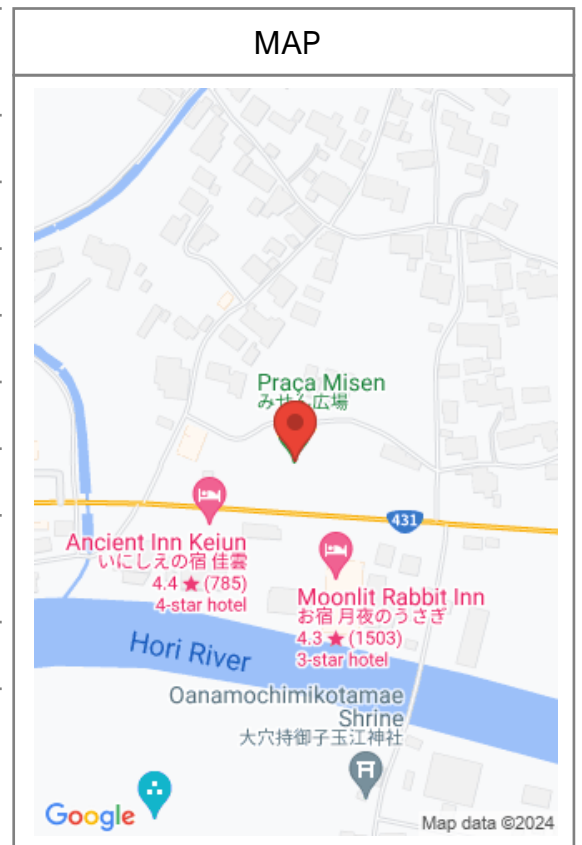 MAP
Praça Misen
みせん広場
431
Ancient Inn Keiun
いにしえの宿 佳雲
4.4 ★ (785)
4-star hotel
Moonlit Rabbit Inn
お宿 月夜のうさぎ
4.3 ★ (1503)
3-star hotel
Hori River
Oanamochimikotamae
Shrine
大穴持御子玉江神社
Google
Map data ©2024